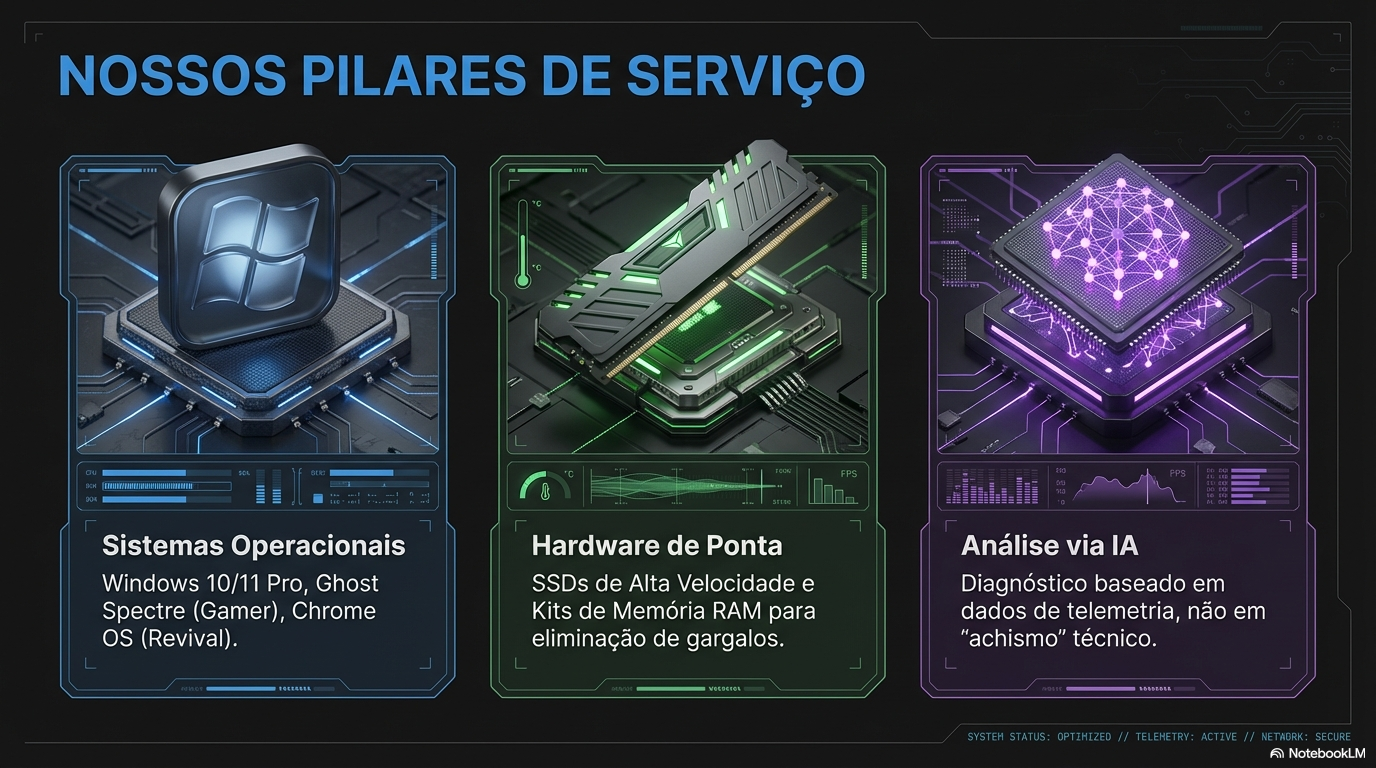 NOSSOS PILARES DE SERVIÇO
°C
°C
°C
FPS
FPS
Sistemas Operacionais
Windows 10/11 Pro, Ghost
Spectre (Gamer), Chrome
OS (Revival).
Hardware de Ponta
SSDs de Alta Velocidade e
Kits de Memória RAM para
eliminação de gargalos.
Análise via IA
Diagnóstico baseado em
dados de telemetria, não em
“achismo” técnico.
SYSTEM STATUS: OPTIMIZED // TELEMETRY: ACTIVE // NETWORK: SECURE
NotebookLM